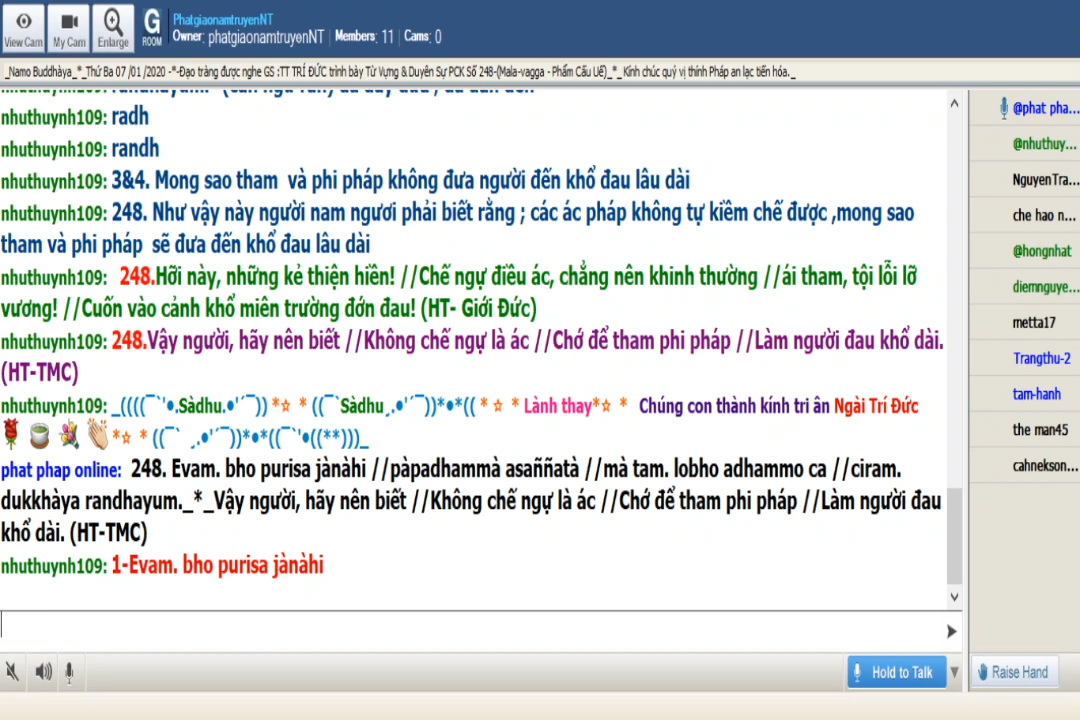 View Cam
My Cam
Enlarge
G
ROOM
PhatgiaonamtruyenNT
Owner: phatgiaonamtruyenNT | Members: 11 | Cams: 0
_Namo Buddhàya_*_Thứ Ba 07 /01 /2020 -*-Đạo tràng được nghe GS :TT TRÍ ĐỨC trình bày Từ Vựng & Duyên Sự PCK Số 248-(Mala-vagga - Phẩm Cấu Uế)_*_ Kính chúc quý vị thính Pháp an lạc tiến hóa._
nhuthuynh109: radh
nhuthuynh109: randh
nhuthuynh109: 3&4. Mong sao tham và phi pháp không đưa người đến khổ đau lâu dài
nhuthuynh109: 248. Như vậy này người nam ngươi phải biết rằng ; các ác pháp không tự kiềm chế được ,mong sao
tham và phi pháp sẽ đưa đến khổ đau lâu dài
nhuthuynh109: 248.Hỡi này, những kẻ thiện hiền! //Chế ngự điều ác, chẳng nên khinh thường //ái tham, tội lỗi lỡ
vương! //Cuốn vào cảnh khổ miên trường đớn đau! (HT- Giới Đức)
nhuthuynh109: 248.Vậy người, hãy nên biết //Không chế ngự là ác //Chớ để tham phi pháp //Làm người đau khổ dài.
(HT-TMC)
nhuthuynh109: _((((¯`'•.Sàdhu.•'´¯)) *☆ * ((¯`Sàdhu¸.•'´¯))*•*(( * ☆ * Lành thay*☆ * Chúng con thành kính tri ân Ngài Trí Đức
*☆ * ((¯` ¸.•'´¯))*•*((¯`'•((**)))_
phat phap online: 248. Evam. bho purisa jànàhi //pàpadhammà asaññatà //mà tam. lobho adhammo ca //ciram.
dukkhàya randhayum._*_Vậy người, hãy nên biết //Không chế ngự là ác //Chớ để tham phi pháp //Làm người đau
khổ dài. (HT-TMC)
nhuthuynh109: 1-Evam. bho purisa jànàhi
@phat pha...
@nhuthuy...
NguyenTra...
che hao n...
@hongnhat
diemnguye...
metta17
Trangthu-2
tam-hanh
the man45
cahnekson...
Hold to Talk
Raise Hand